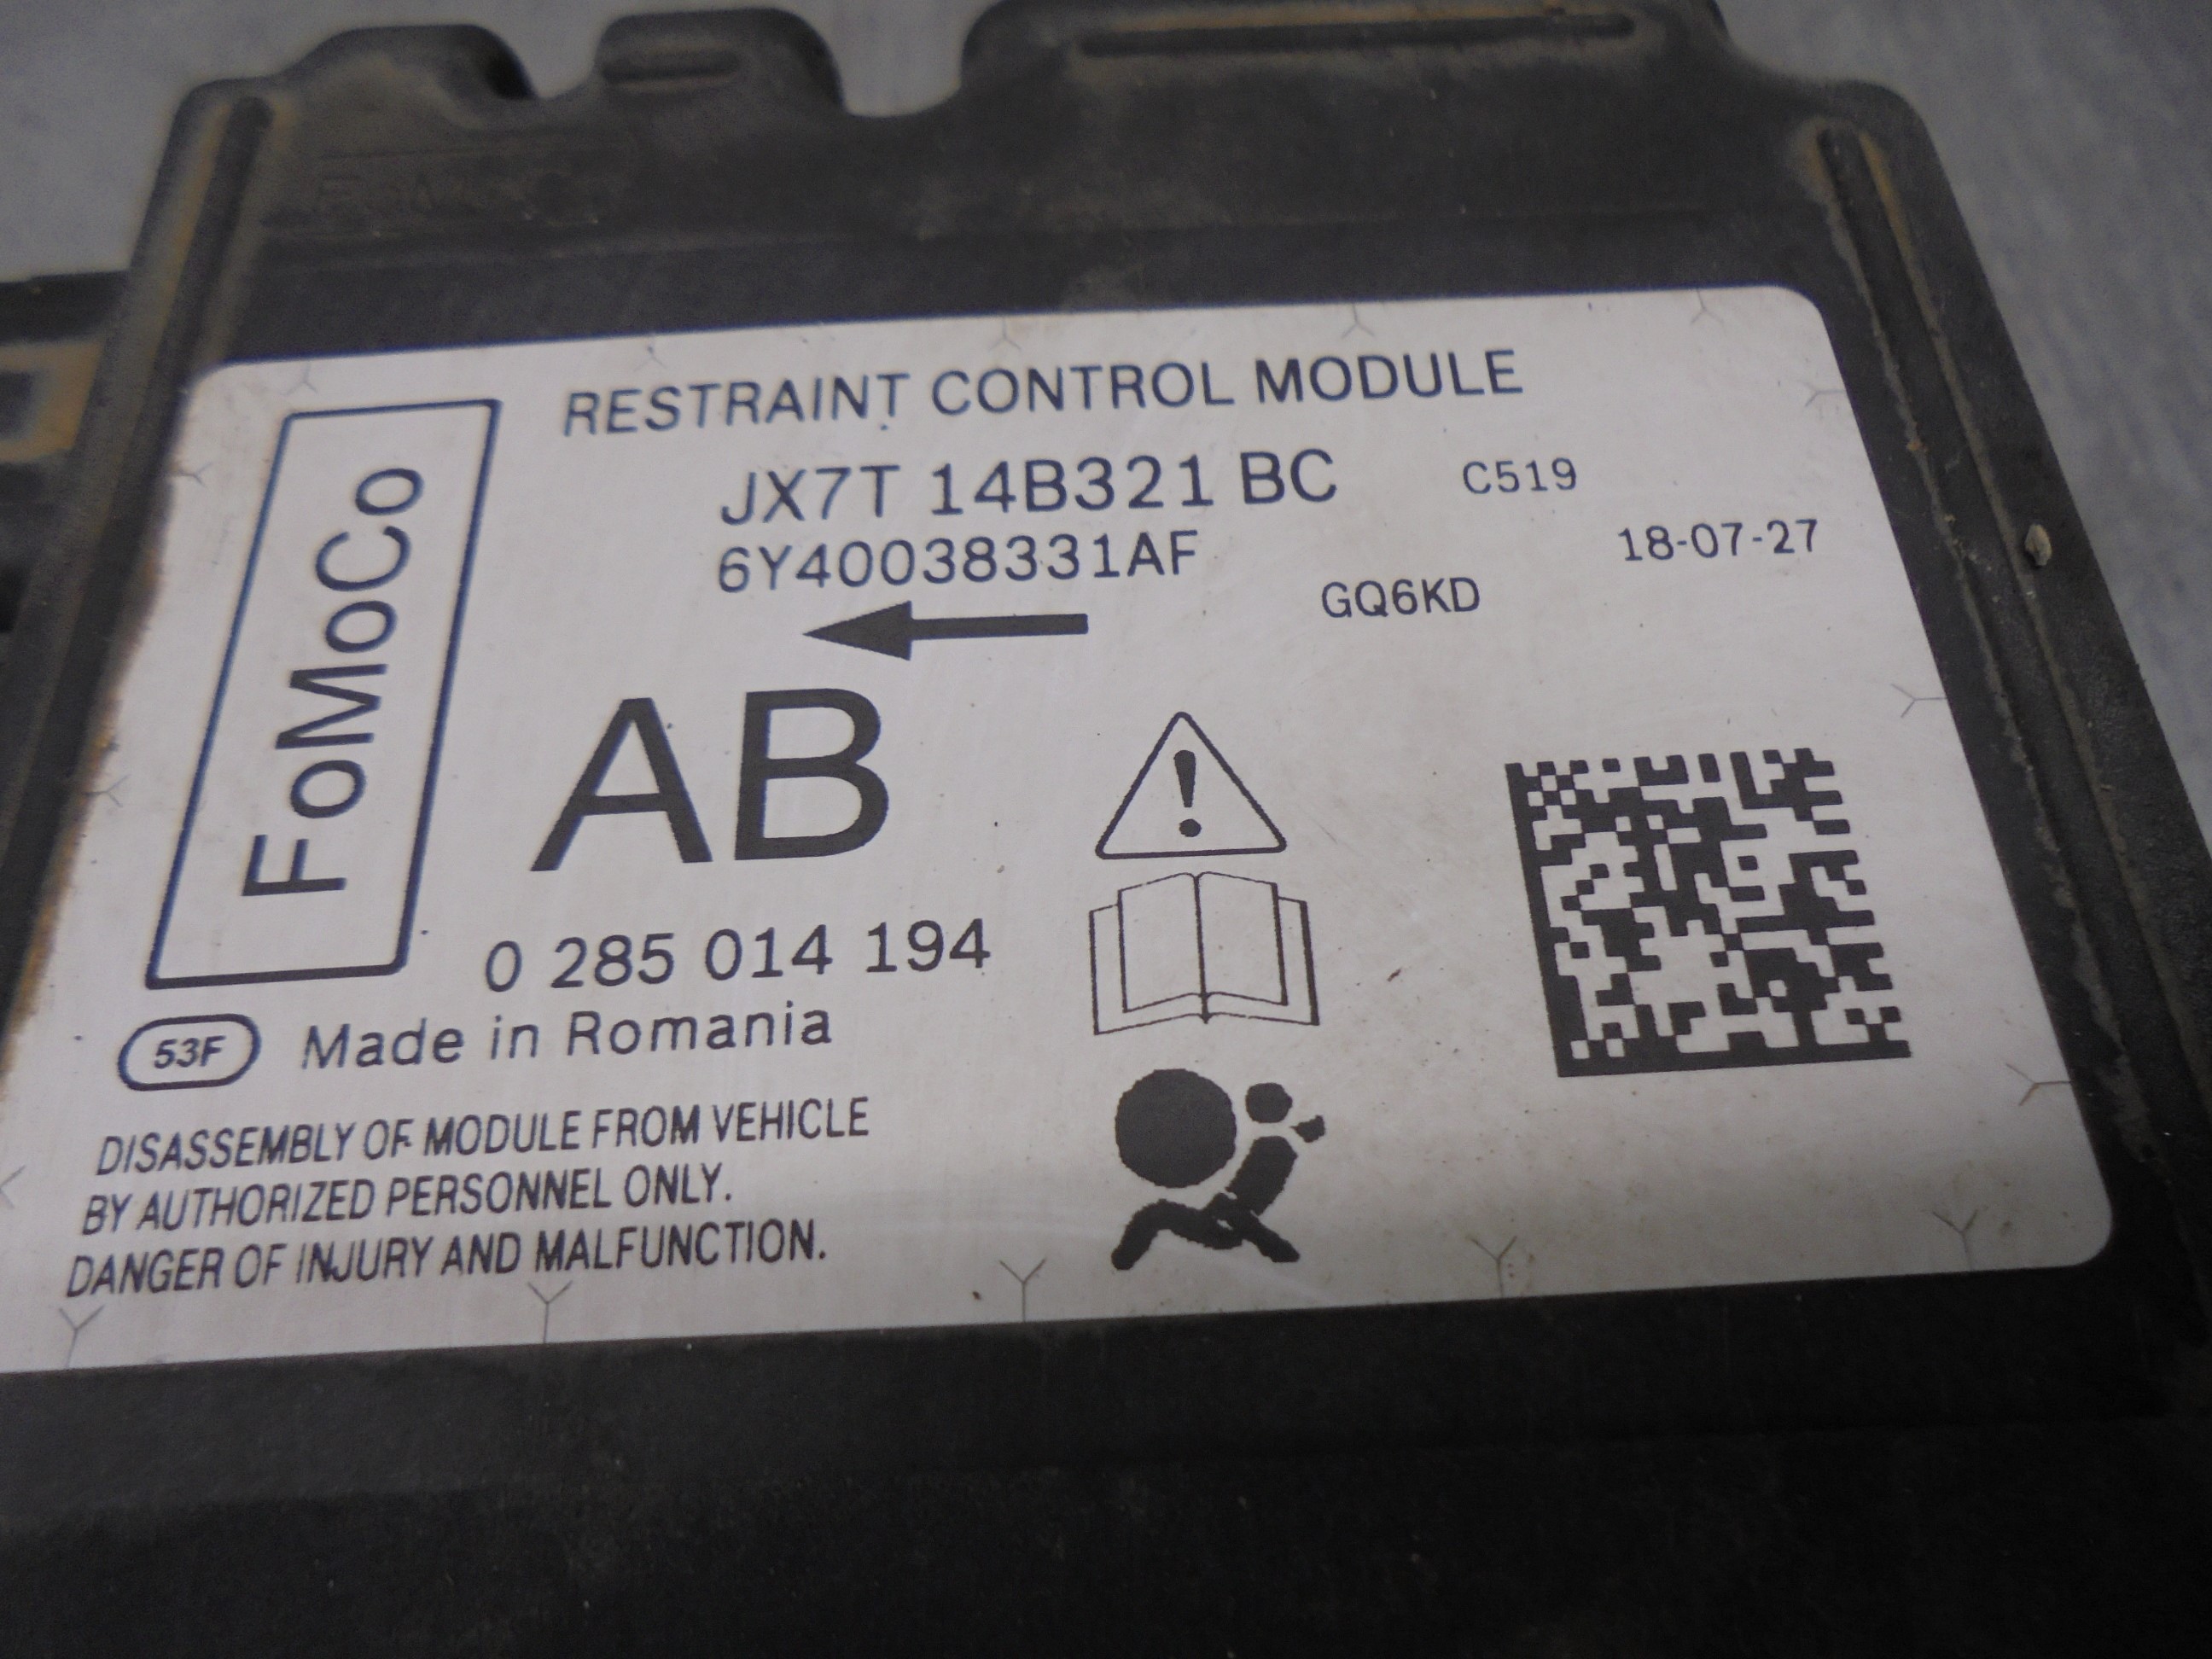 RESTRAINT CONTROL MODULE
JX7T 14B321 BC
C519
6Y40038331AF
18-07-27
GQ6KD
FoMoCo
AB
0 285 014 194
53F Made in Romania
DISASSEMBLY OF MODULE FROM VEHICLE
BY AUTHORIZED PERSONNEL ONLY.
DANGER OF INJURY AND MALFUNCTION.